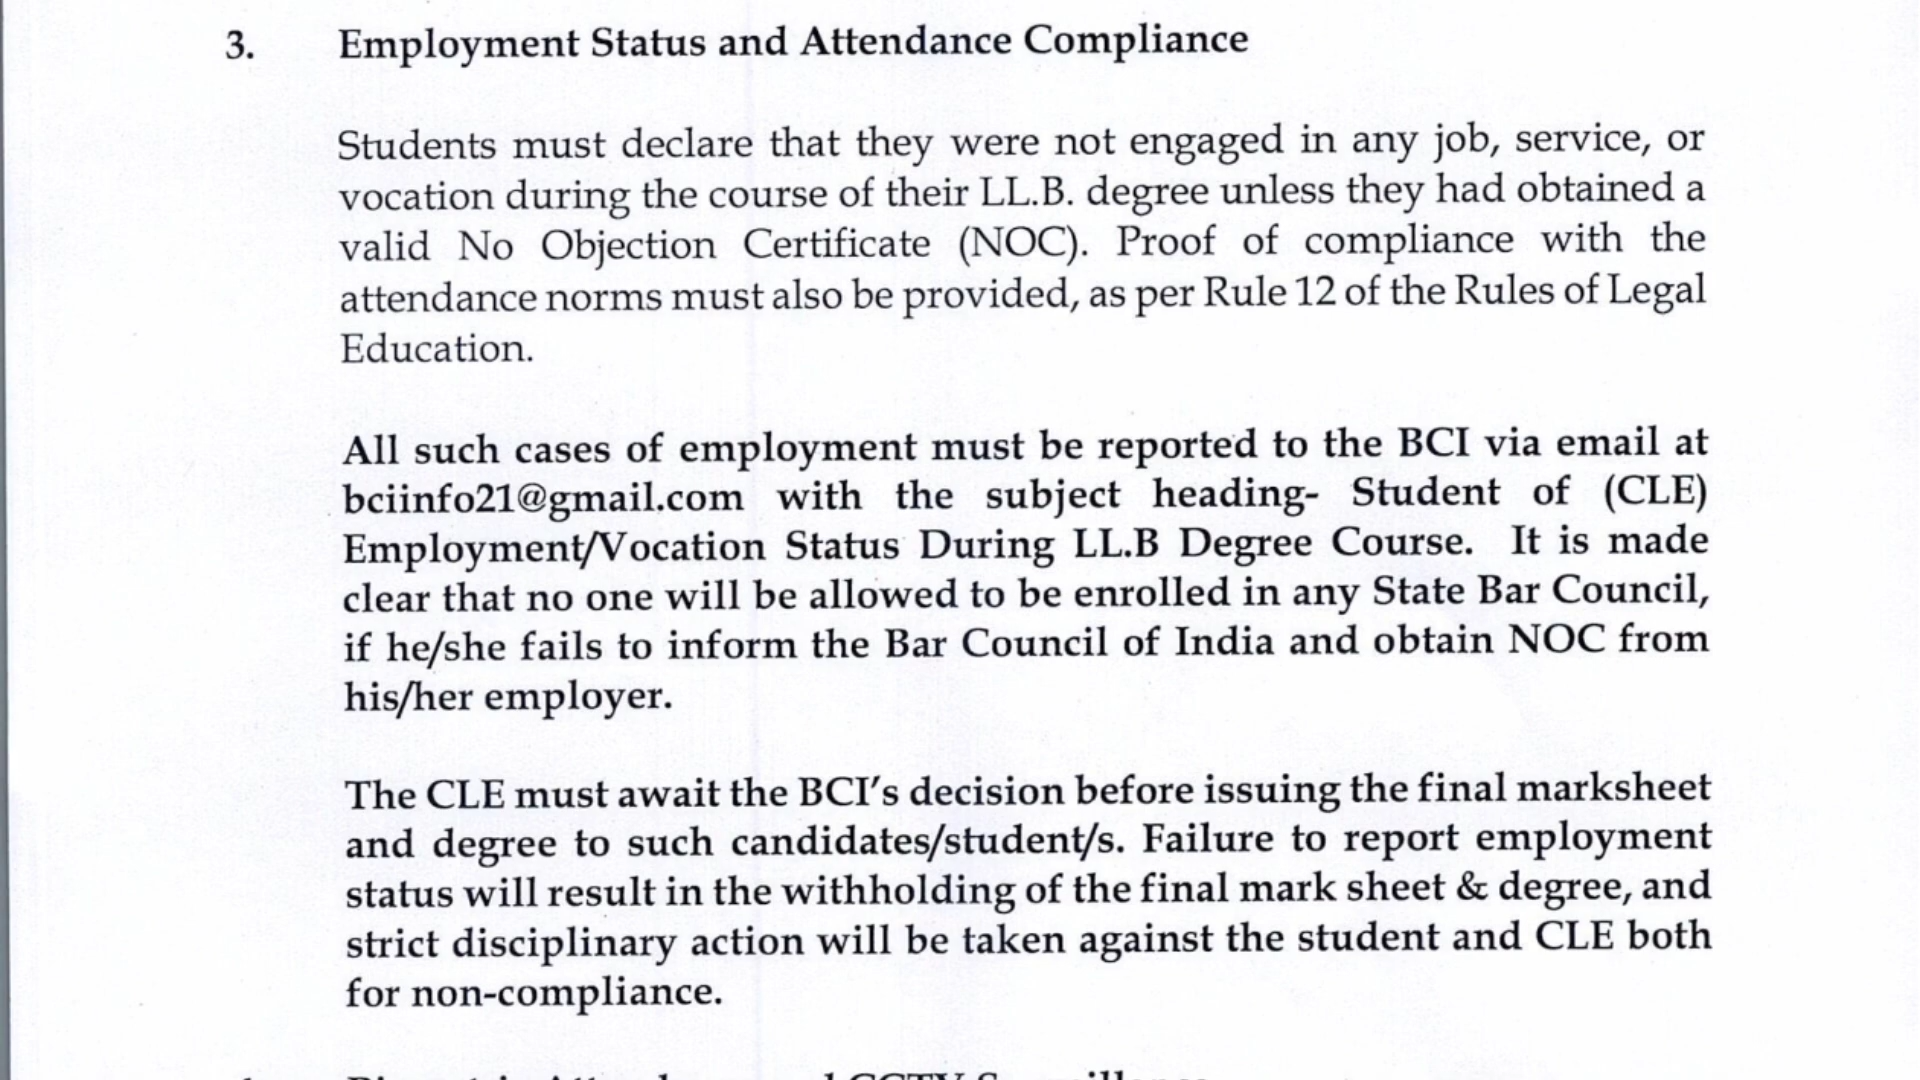 3. Employment Status and Attendance Compliance
Students must declare that they were not engaged in any job, service, or
vocation during the course of their LL.B. degree unless they had obtained a
valid No Objection Certificate (NOC). Proof of compliance with the
attendance norms must also be provided, as per Rule 12 of the Rules of Legal
Education.
All such cases of employment must be reported to the BCI via email at
bciinfo21@gmail.com with the subject heading- Student of (CLE)
Employment/Vocation Status During LL.B Degree Course. It is made
clear that no one will be allowed to be enrolled in any State Bar Council,
if he/she fails to inform the Bar Council of India and obtain NOC from
his/her employer.
The CLE must await the BCI's decision before issuing the final marksheet
and degree to such candidates/student/s. Failure to report employment
status will result in the withholding of the final mark sheet & degree, and
strict disciplinary action will be taken against the student and CLE both
for non-compliance.